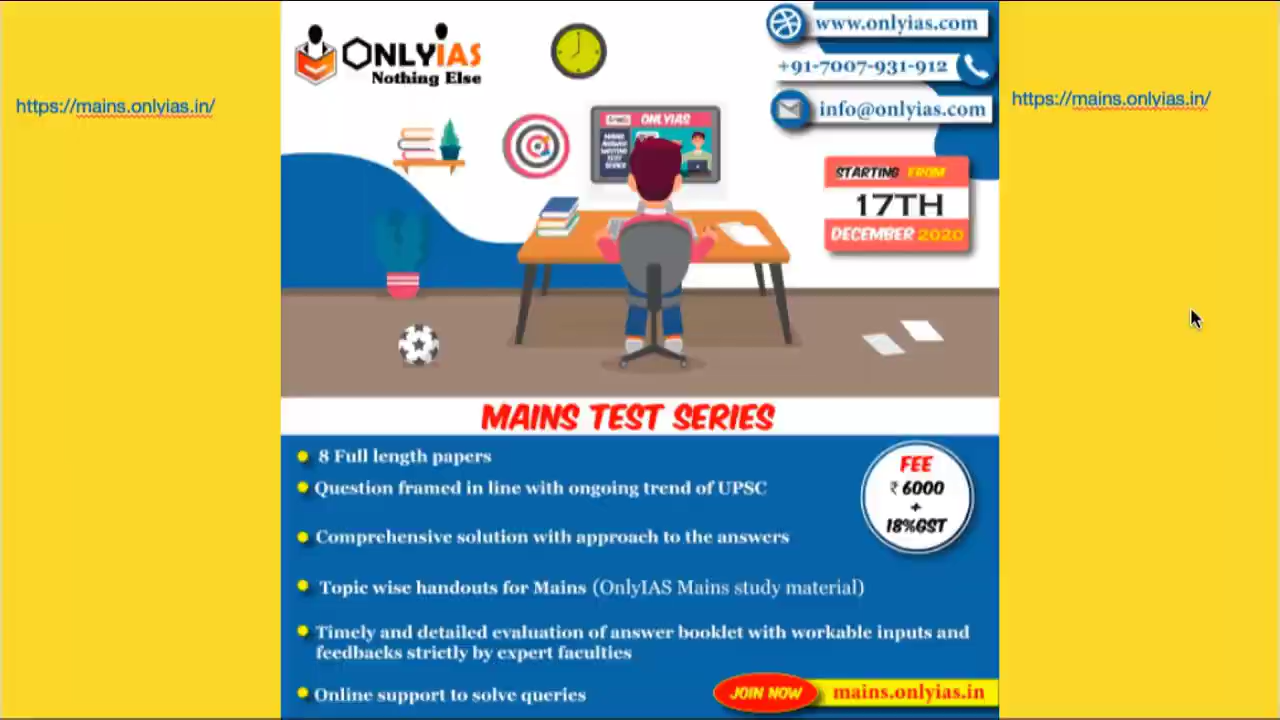 https://mains.onlyias.in/
ONLYIAS
Nothing Else
www.onlyias.com
+91-7007-931-912
info@onlyias.com
https://mains.onlyias.in/
ONLYIAS
STARTING FROM
17TH
DECEMBER 2020
MAINS TEST SERIES
8 Full length papers
Question framed in line with ongoing trend of UPSC
Comprehensive solution with approach to the answers
Topic wise handouts for Mains (OnlyIAS Mains study material)
Timely and detailed evaluation of answer booklet with workable inputs and
feedbacks strictly by expert faculties
Online support to solve queries
FEE
₹ 6000
+
18%GST
JOIN NOW
mains.onlyias.in